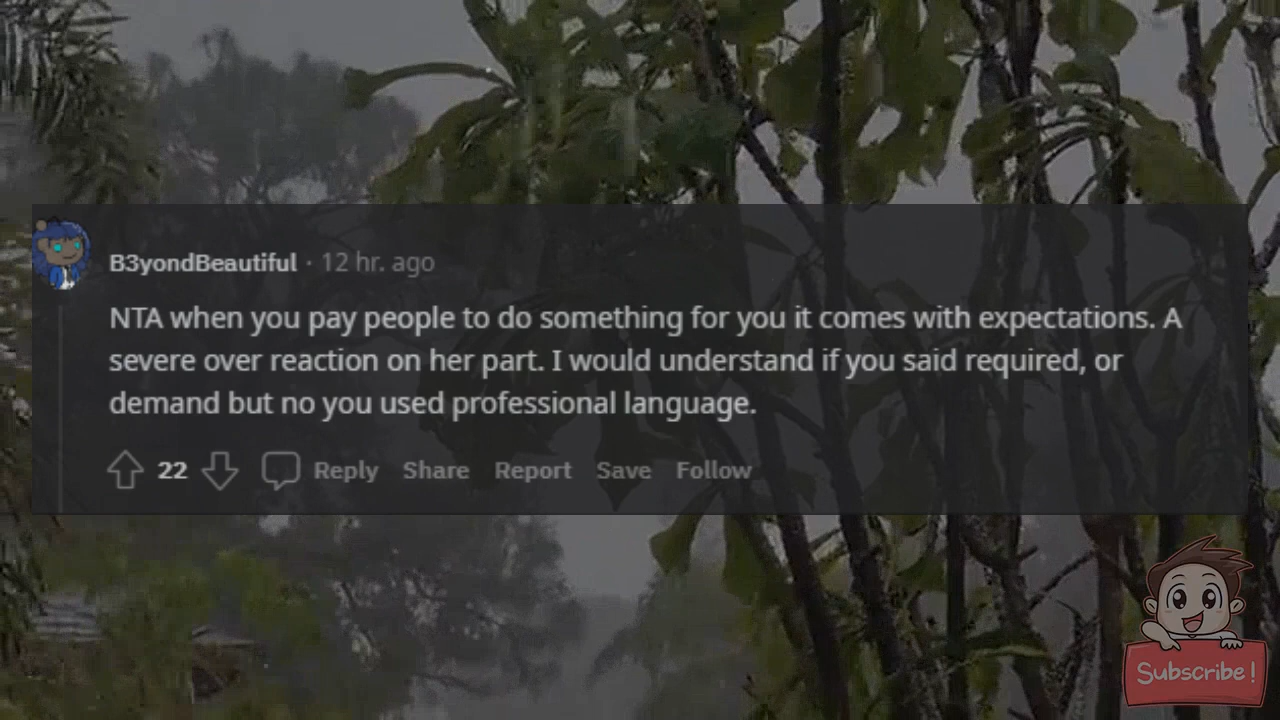 B3yondBeautiful · 12 hr. ago
NTA when you pay people to do something for you it comes with expectations. A
severe over reaction on her part. I would understand if you said required, or
demand but no you used professional language.
22 Reply Share Report Save Follow
Subscribe!